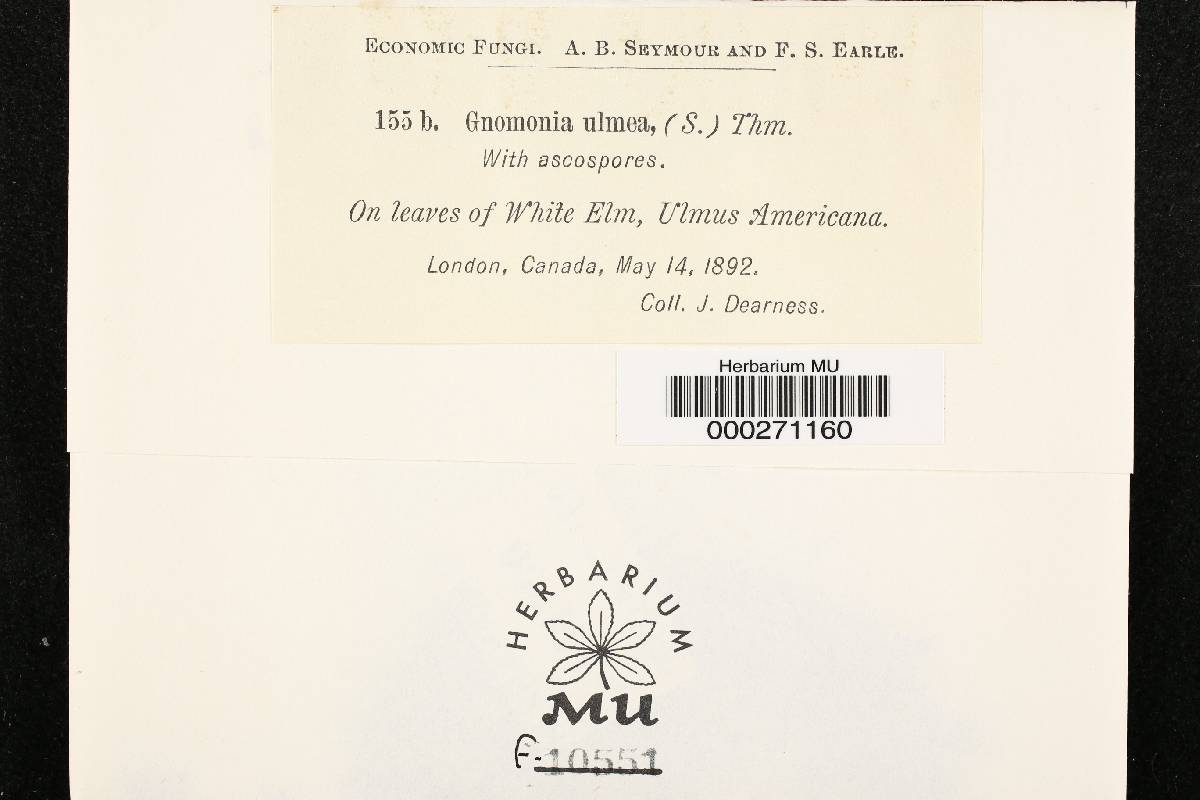 Economic Fungi. A. B. Seymour and F. S. Earle.
155 b. Gnomonia ulmea, (S.) Thm.
With ascospores.
On leaves of White Elm, Ulmus Americana.
London, Canada, May 14, 1892.
Coll. J. Dearness.
Herbarium MU
000271160
HERBARIUM
MU
F-10551